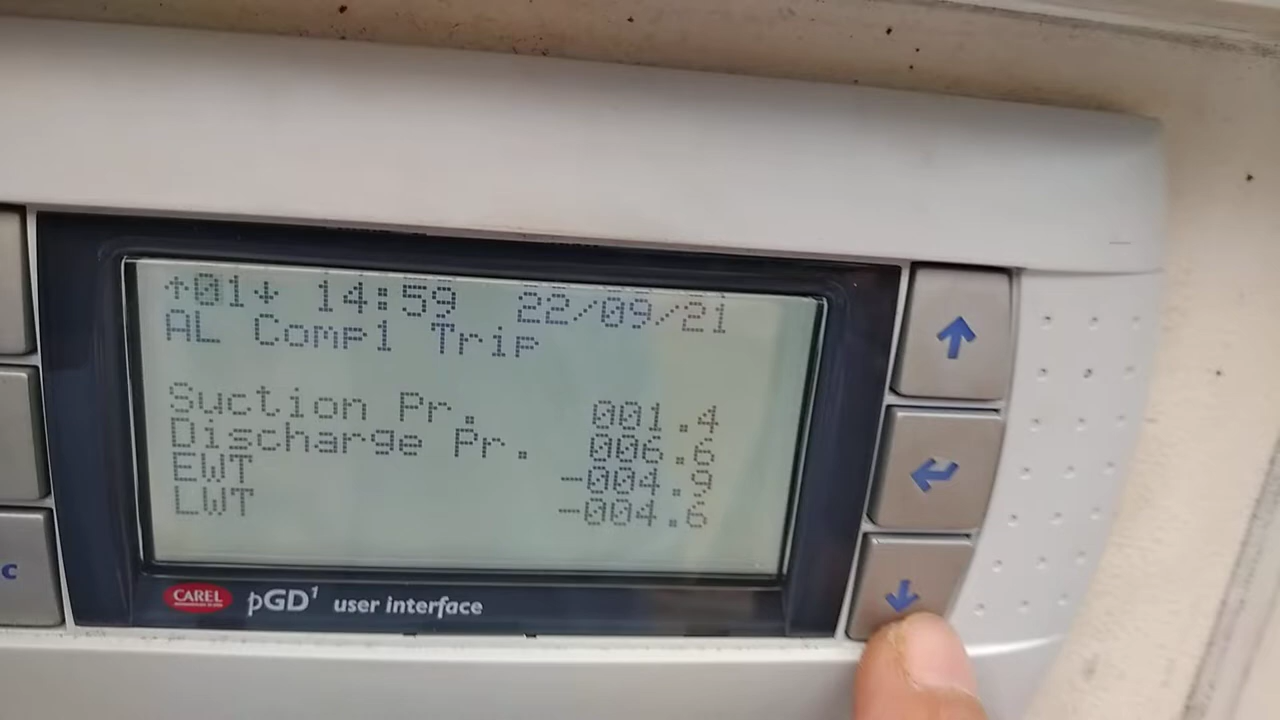 ↑01↓ 14:59 22/09/21
AL Comp1 Trip
Suction Pr. 001.4
Discharge Pr. 006.6
EWT -004.9
LWT -004.6
c
CAREL pGD1 user interface